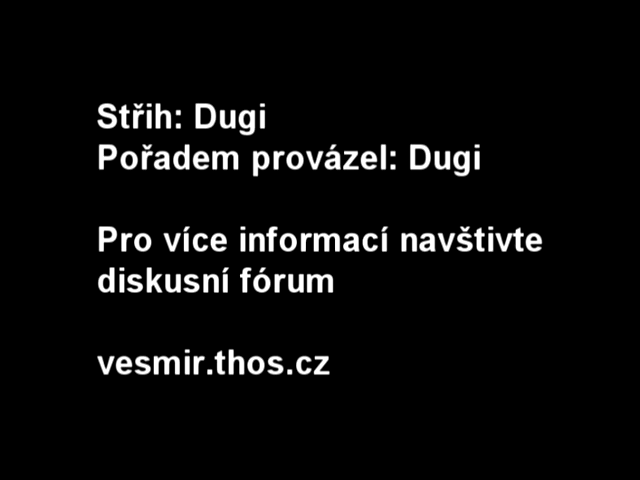 Střih: Dugi
Pořadem provázel: Dugi
Pro více informací navštivte
diskusní fórum
vesmir.thos.cz